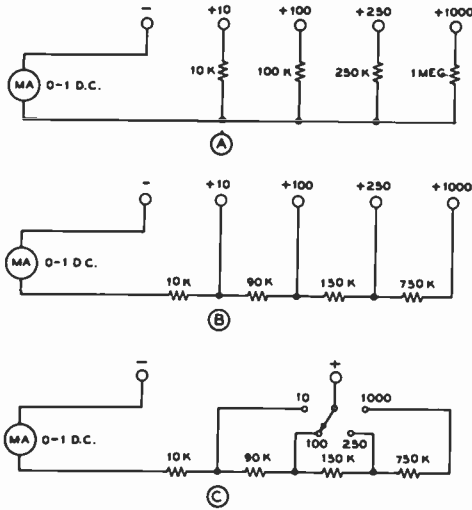 − +10 +100 +250 +1000
10 K 100 K 250 K 1 MEG
MA 0-1 D.C.
A
− +10 +100 +250 +1000
MA 0-1 D.C.
10 K 90 K 150 K 750 K
B
− +
10 1000
MA 0-1 D.C.
100 250
10 K 90 K 150 K 750 K
C